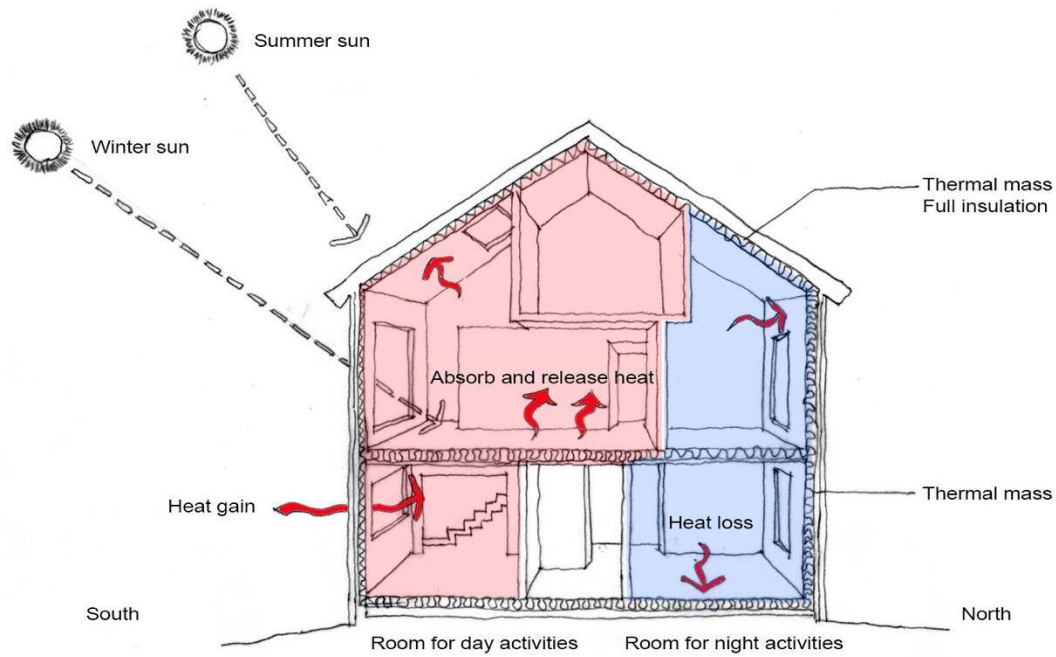 Summer sun
Winter sun
Thermal mass
Full insulation
Absorb and release heat
Thermal mass
Heat gain
Heat loss
South
North
Room for day activities
Room for night activities